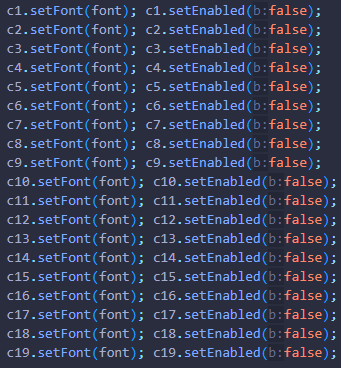 c1.setFont(font); c1.setEnabled(b:false);
c2.setFont(font); c2.setEnabled(b:false);
c3.setFont(font); c3.setEnabled(b:false);
c4.setFont(font); c4.setEnabled(b:false);
c5.setFont(font); c5.setEnabled(b:false);
c6.setFont(font); c6.setEnabled(b:false);
c7.setFont(font); c7.setEnabled(b:false);
c8.setFont(font); c8.setEnabled(b:false);
c9.setFont(font); c9.setEnabled(b:false);
c10.setFont(font); c10.setEnabled(b:false);
c11.setFont(font); c11.setEnabled(b:false);
c12.setFont(font); c12.setEnabled(b:false);
c13.setFont(font); c13.setEnabled(b:false);
c14.setFont(font); c14.setEnabled(b:false);
c15.setFont(font); c15.setEnabled(b:false);
c16.setFont(font); c16.setEnabled(b:false);
c17.setFont(font); c17.setEnabled(b:false);
c18.setFont(font); c18.setEnabled(b:false);
c19.setFont(font); c19.setEnabled(b:false);